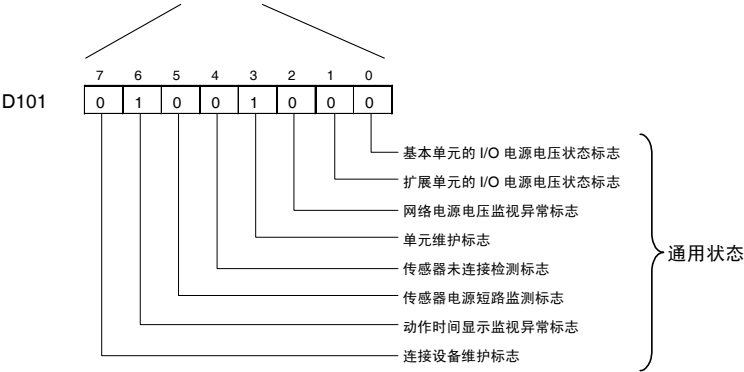 7 6 5 4 3 2 1 0
D101 0 1 0 0 1 0 0 0
基本单元的 I/O 电源电压状态标志
扩展单元的 I/O 电源电压状态标志
网络电源电压监视异常标志
单元维护标志
通用状态
传感器未连接检测标志
传感器电源短路监测标志
动作时间显示监视异常标志
连接设备维护标志